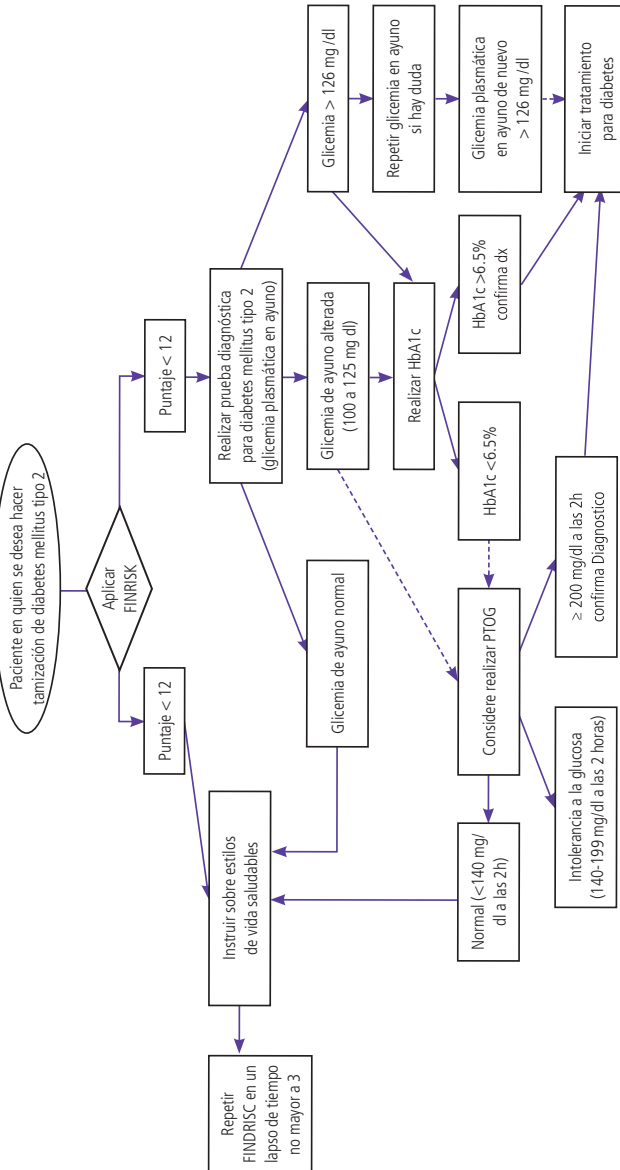 Paciente en quien se desea hacer
tamización de diabetes mellitus tipo 2
Aplicar
FINRISK
Puntaje < 12
Puntaje < 12
Instruir sobre estilos
de vida saludables
Repetir
FINDRISC en un
lapso de tiempo
no mayor a 3
Realizar prueba diagnóstica
para diabetes mellitus tipo 2
(glicemia plasmática en ayuno)
Glicemia de ayuno normal
Glicemia de ayuno alterada
(100 a 125 mg dl)
Glicemia > 126 mg /dl
Repetir glicemia en ayuno
si hay duda
Glicemia plasmática
en ayuno de nuevo
> 126 mg /dl
Realizar HbA1c
HbA1c <6.5%
HbA1c >6.5%
confirma dx
Considere realizar PTOG
Normal (<140 mg/
dl a las 2h)
Intolerancia a la glucosa
(140-199 mg/dl a las 2 horas)
≥ 200 mg/dl a las 2h
confirma Diagnostico
Iniciar tratamiento
para diabetes